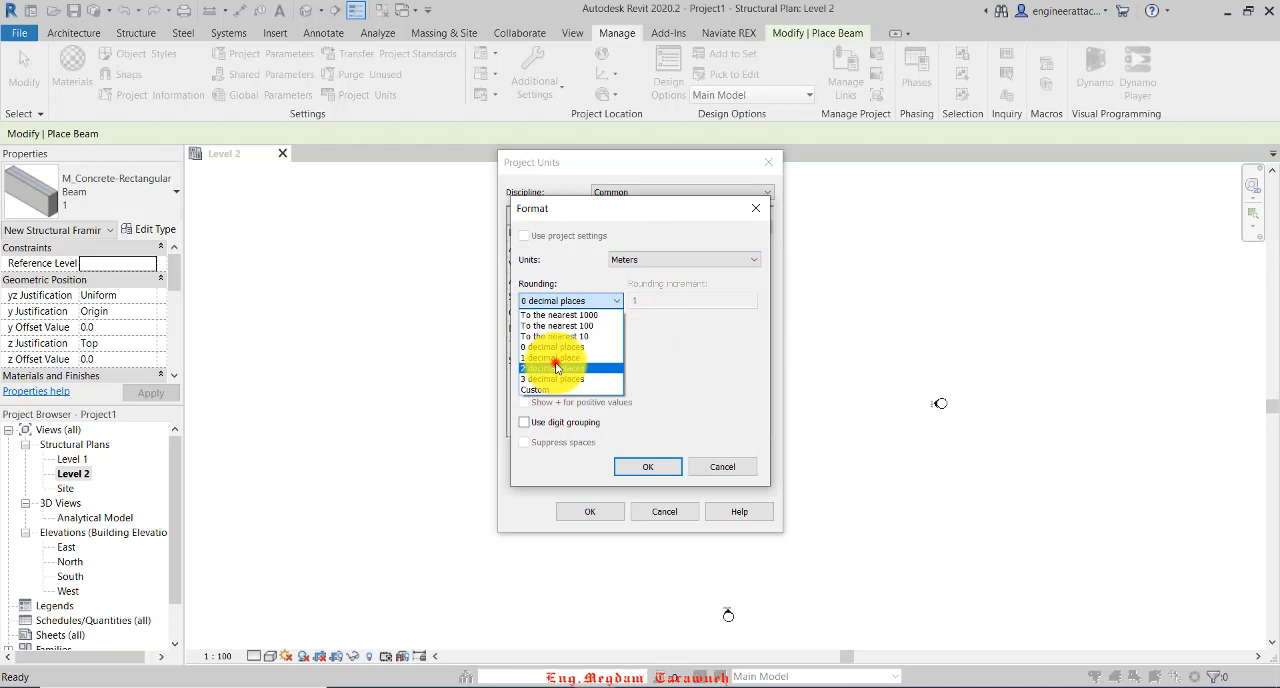 Autodesk Revit 2020.2 - Project1 - Structural Plan: Level 2
engineerattac...
File Architecture Structure Steel Systems Insert Annotate Analyze Massing & Site Collaborate View Manage Add-Ins Naviate REX Modify | Place Beam
Object Styles Project Parameters Transfer Project Standards Add to Set
Snaps Shared Parameters Purge Unused Pick to Edit
Modify Materials Project Information Global Parameters Project Units Additional Settings Design Options Main Model Manage Links Phases Dynamo Dynamo Player
Select Settings Project Location Design Options Manage Project Phasing Selection Inquiry Macros Visual Programming
Modify | Place Beam
Properties
Level 2
M_Concrete-Rectangular
Beam
1
New Structural Framir Edit Type
Constraints
Reference Level
Geometric Position
yz Justification Uniform
y Justification Origin
y Offset Value 0.0
z Justification Top
z Offset Value 0.0
Materials and Finishes
Properties help Apply
Project Browser - Project1
Views (all)
Structural Plans
Level 1
Level 2
Site
3D Views
Analytical Model
Elevations (Building Elevatio
East
North
South
West
Legends
Schedules/Quantities (all)
Sheets (all)
Families
Project Units
Discipline: Common
Format
Use project settings
Units: Meters
Rounding: Rounding increment:
0 decimal places 1
To the nearest 1000
To the nearest 100
To the nearest 10
0 decimal places
1 decimal place
2 decimal places
3 decimal places
Custom
Show + for positive values
Use digit grouping
Suppress spaces
OK Cancel
OK Cancel Help
1 : 100
Ready
Eng.Megdam Tarawneh
:0 Main Model :0